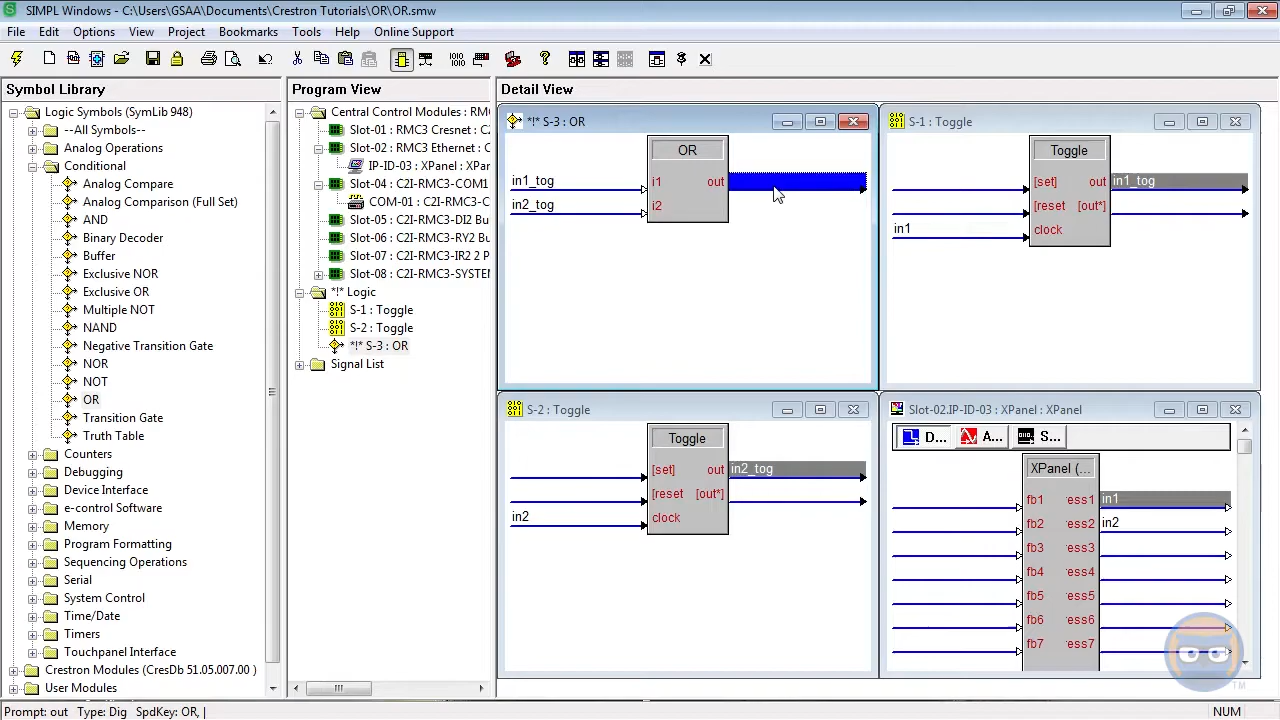 SIMPL Windows - C:\Users\GSAA\Documents\Crestron Tutorials\OR\OR.smw
File Edit Options View Project Bookmarks Tools Help Online Support
Symbol Library
Logic Symbols (SymLib 948)
--All Symbols--
Analog Operations
Conditional
Analog Compare
Analog Comparison (Full Set)
AND
Binary Decoder
Buffer
Exclusive NOR
Exclusive OR
Multiple NOT
NAND
Negative Transition Gate
NOR
NOT
OR
Transition Gate
Truth Table
Counters
Debugging
Device Interface
e-control Software
Memory
Program Formatting
Sequencing Operations
Serial
System Control
Time/Date
Timers
Touchpanel Interface
Crestron Modules (CresDb 51.05.007.00 )
User Modules
Program View
Central Control Modules : RMC
Slot-01 : RMC3 Cresnet : C2
Slot-02 : RMC3 Ethernet : C
IP-ID-03 : XPanel : XPar
Slot-04 : C2I-RMC3-COM1
COM-01 : C2I-RMC3-C
Slot-05 : C2I-RMC3-DI2 Bu
Slot-06 : C2I-RMC3-RY2 Bu
Slot-07 : C2I-RMC3-IR2 2 P
Slot-08 : C2I-RMC3-SYSTEM
*!* Logic
S-1 : Toggle
S-2 : Toggle
*!* S-3 : OR
Signal List
Detail View
*!* S-3 : OR
OR
in1_tog i1 out
in2_tog i2
S-1 : Toggle
Toggle
[set] out in1_tog
[reset [out*]
in1 clock
S-2 : Toggle
Toggle
[set] out in2_tog
[reset [out*]
in2 clock
Slot-02.IP-ID-03 : XPanel : XPanel
D... A... S...
XPanel (...
fb1 ess1 in1
fb2 ess2 in2
fb3 ess3
fb4 ess4
fb5 ess5
fb6 ess6
fb7 ess7
TM
Prompt: out Type: Dig SpdKey: OR, | NUM